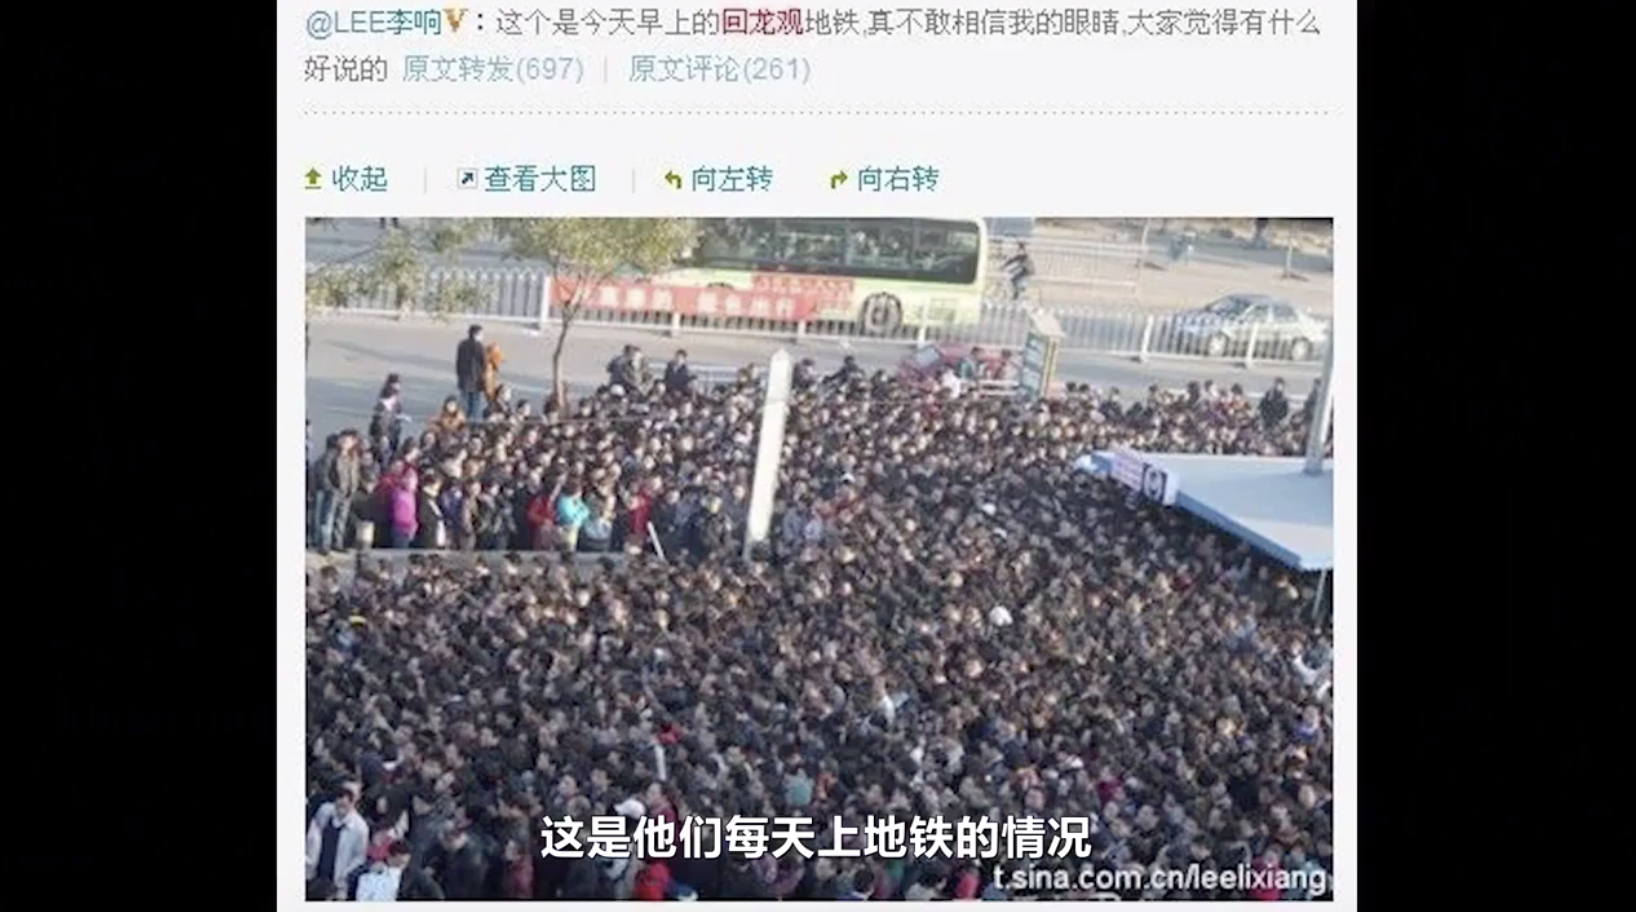 @LEE李响V：这个是今天早上的回龙观地铁,真不敢相信我的眼睛,大家觉得有什么
好说的 原文转发(697) | 原文评论(261)
收起 | 查看大图 | 向左转 向右转
这是他们每天上地铁的情况
t.sina.com.cn/leelixiang